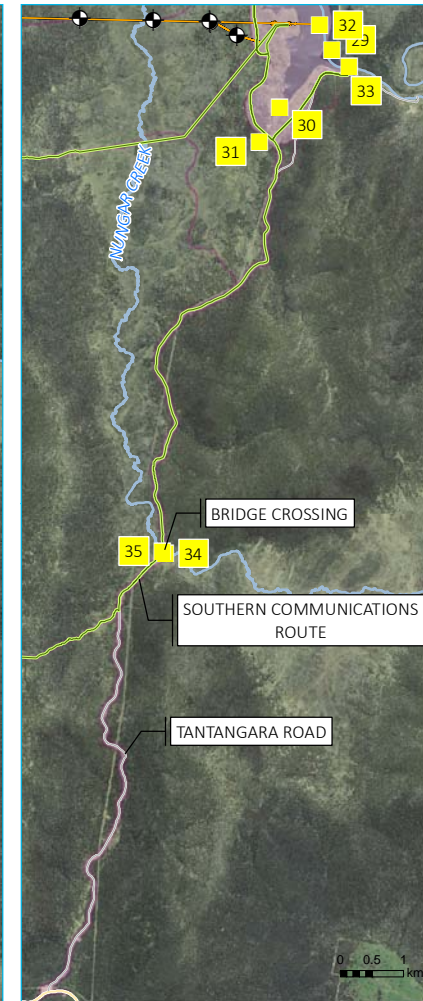 32
29
33
30
31
NUNGAR CREEK
BRIDGE CROSSING
35
34
SOUTHERN COMMUNICATIONS
ROUTE
TANTANGARA ROAD
0 0.5 1
km